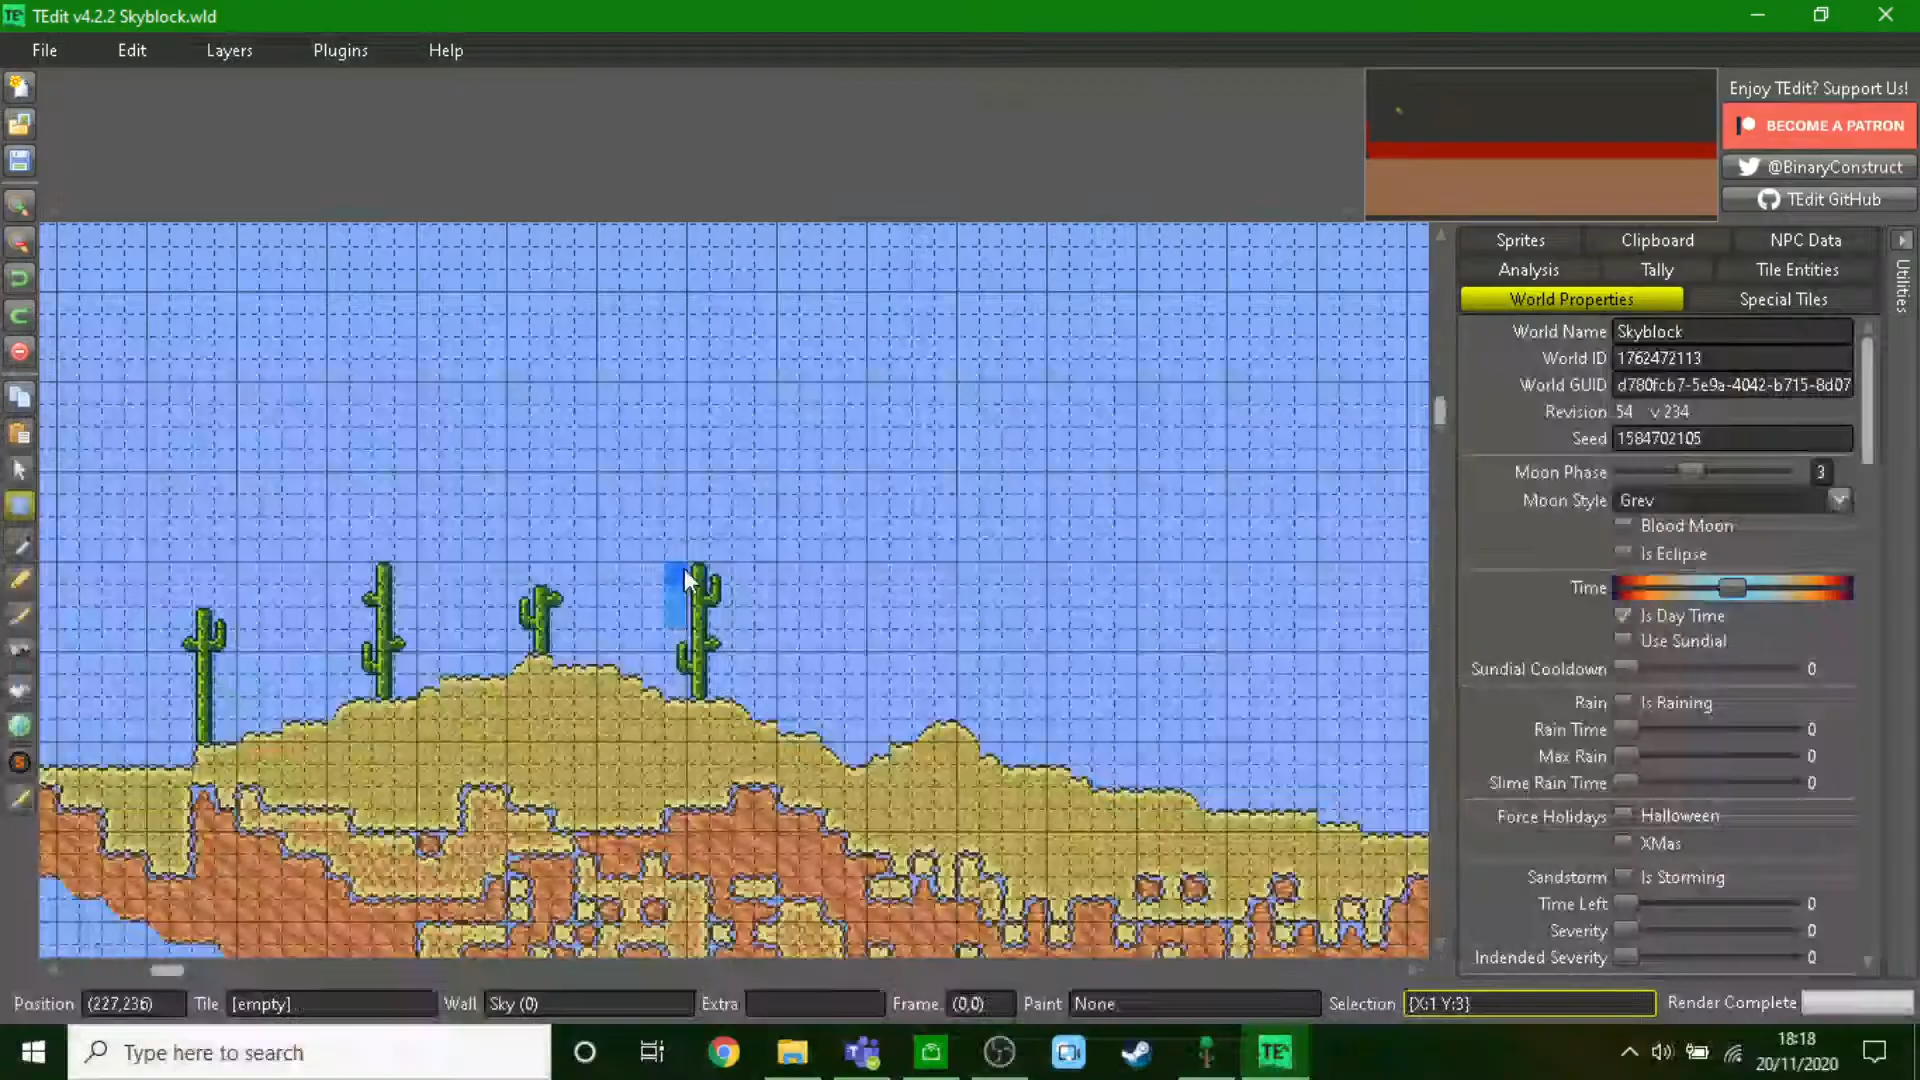 TEdit v4.2.2 Skyblock.wld
File Edit Layers Plugins Help
Enjoy TEdit? Support Us!
BECOME A PATRON
@BinaryConstruct
TEdit GitHub
Sprites Clipboard NPC Data
Analysis Tally Tile Entities
World Properties Special Tiles
Utilities
World Name Skyblock
World ID 1762472113
World GUID d780fcb7-5e9a-4042-b715-8d07
Revision 54 v 234
Seed 1584702105
Moon Phase 3
Moon Style Grey
Blood Moon
Is Eclipse
Time
Is Day Time
Use Sundial
Sundial Cooldown 0
Rain Is Raining
Rain Time 0
Max Rain 0
Slime Rain Time 0
Force Holidays Halloween
XMas
Sandstorm Is Storming
Time Left 0
Severity 0
Indended Severity 0
Position (227,236) Tile [empty] Wall Sky (0) Extra Frame (0,0) Paint None Selection {X:1 Y:3} Render Complete
Type here to search
TE
18:18
20/11/2020